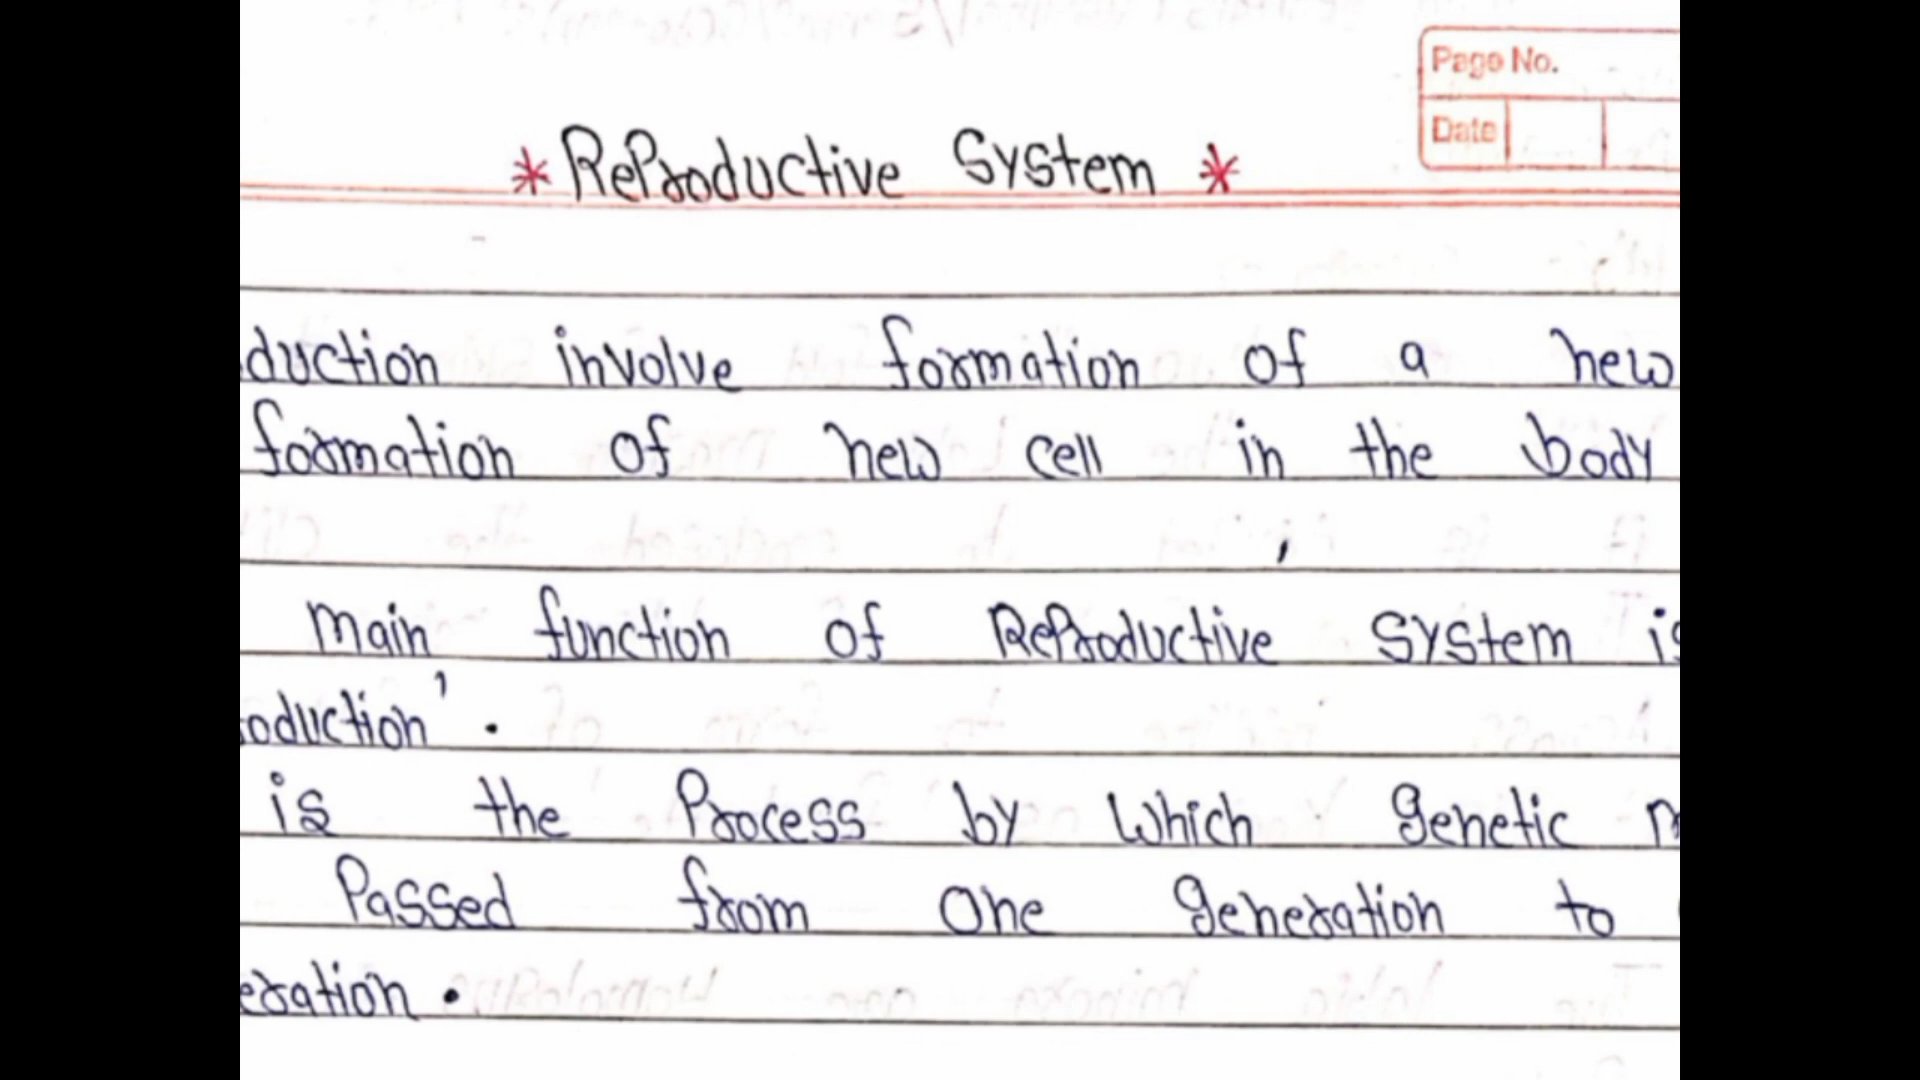 Page No.
Date
* Reproductive System *
duction involve formation of a new
formation of new cell in the body
main function of Reproductive System is
oduction'.
is the Process by Which genetic
Passed from one generation to
eration.